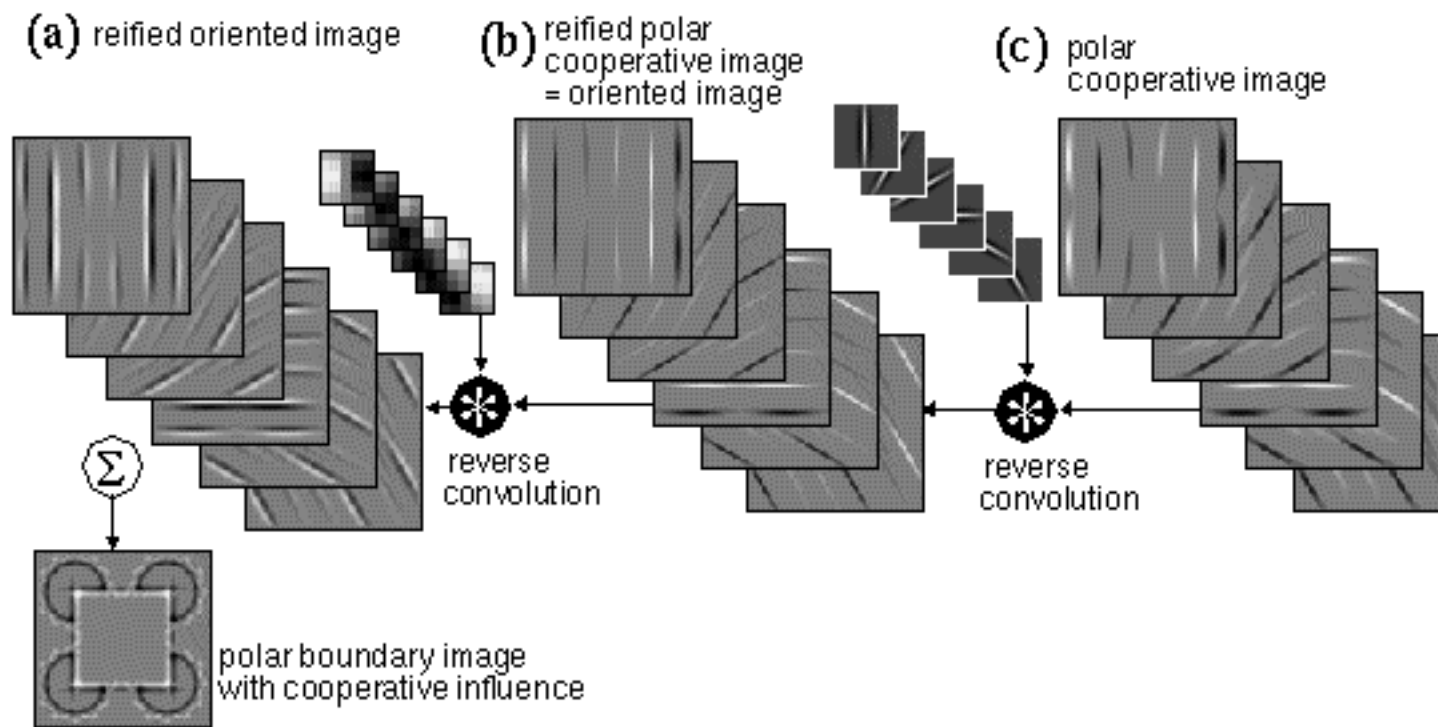 (a) reified oriented image
(b) reified polar
cooperative image
= oriented image
(c) polar
cooperative image
reverse
convolution
reverse
convolution
Σ
polar boundary image
with cooperative influence